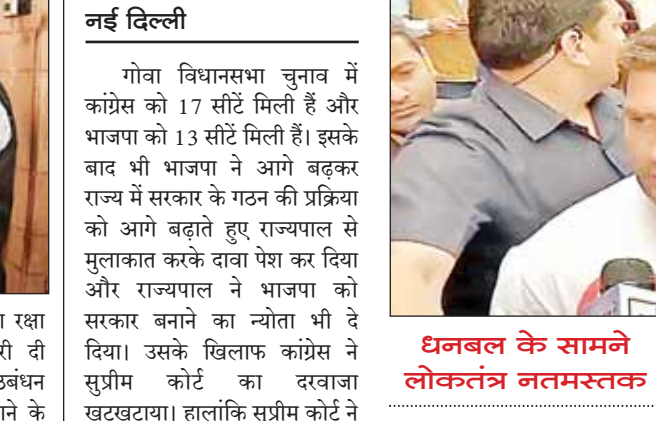 नई दिल्ली
गोवा विधानसभा चुनाव में
कांग्रेस को 17 सीटें मिली हैं और
भाजपा को 13 सीटें मिली हैं। इसके
बाद भी भाजपा ने आगे बढ़कर
राज्य में सरकार के गठन की प्रक्रिया
को आगे बढ़ाते हुए राज्यपाल से
मुलाकात करके दावा पेश कर दिया
और राज्यपाल ने भाजपा को
सरकार बनाने का न्योता भी दे
दिया। उसके खिलाफ कांग्रेस ने
सुप्रीम कोर्ट का दरवाजा
खटखटाया। हालांकि सुप्रीम कोर्ट ने
रक्षा
दी
के
धनबल के सामने
लोकतंत्र नतमस्तक